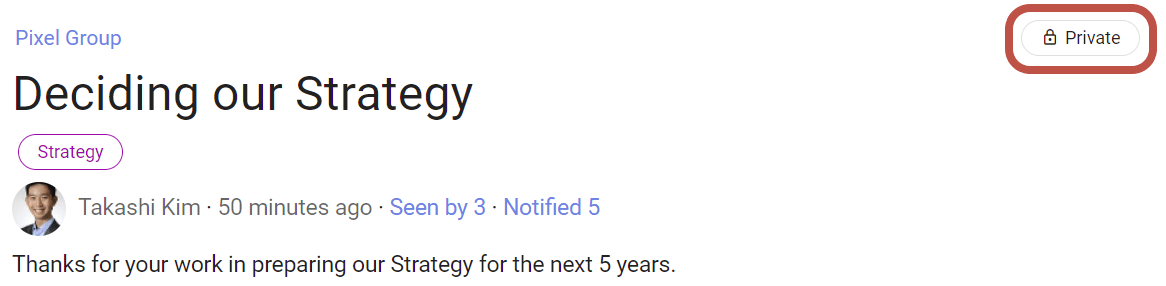 Pixel Group
Private
Deciding our Strategy
Strategy
Takashi Kim · 50 minutes ago · Seen by 3 · Notified 5
Thanks for your work in preparing our Strategy for the next 5 years.